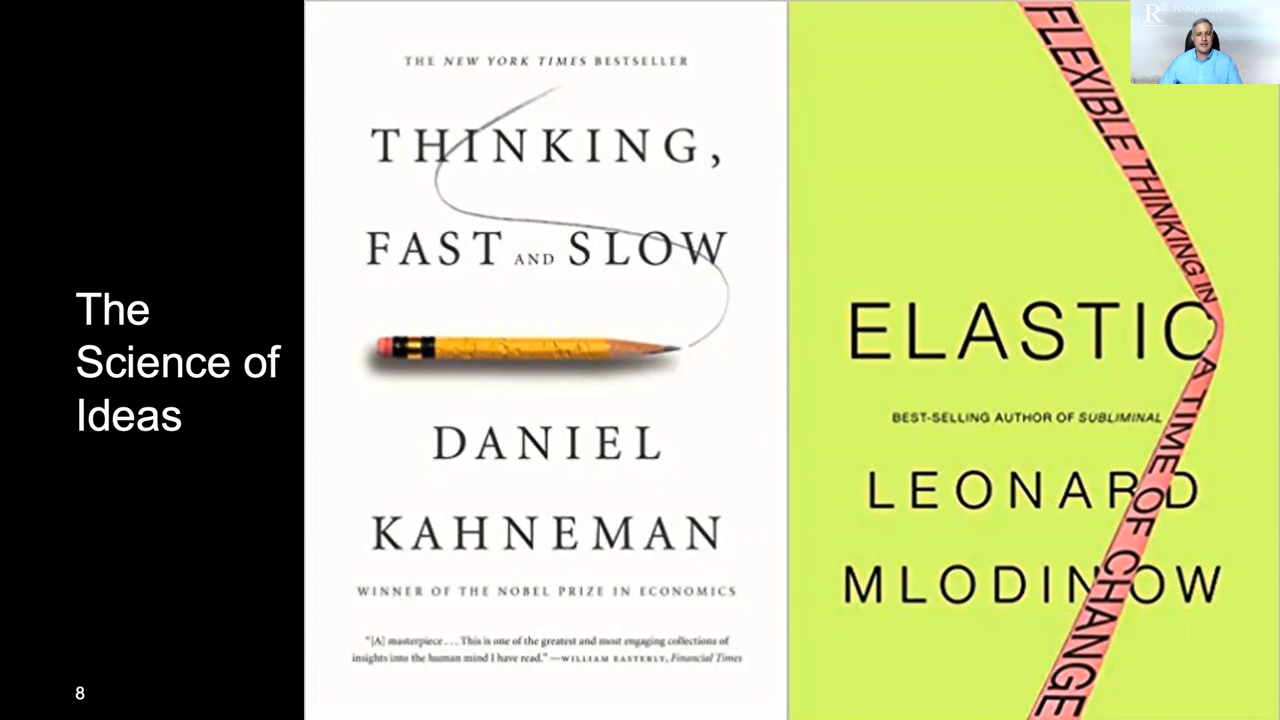 The
Science of
Ideas
8
THE NEW YORK TIMES BESTSELLER
THINKING,
FAST AND SLOW
DANIEL
KAHNEMAN
WINNER OF THE NOBEL PRIZE IN ECONOMICS
"[A] masterpiece . . . This is one of the greatest and most engaging collections of
insights into the human mind I have read." —WILLIAM EASTERLY, Financial Times
FLEXIBLE THINKING IN
A TIME OF CHANGE
ELASTIC
BEST-SELLING AUTHOR OF SUBLIMINAL
LEONARD
MLODINOW
R2